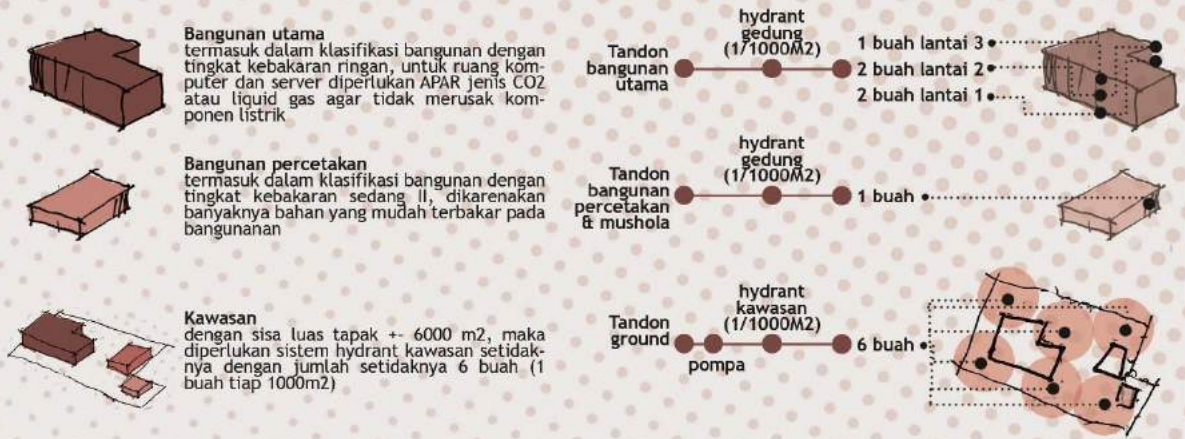 Bangunan utama
termasuk dalam klasifikasi bangunan dengan
tingkat kebakaran ringan, untuk ruang kom-
puter dan server diperlukan APAR jenis CO2
atau liquid gas agar tidak merusak kom-
ponen listrik
Tandon
bangunan
utama
hydrant
gedung
(1/1000M2)
1 buah lantai 3
2 buah lantai 2
2 buah lantai 1
Bangunan percetakan
termasuk dalam klasifikasi bangunan dengan
tingkat kebakaran sedang II, dikarenakan
banyaknya bahan yang mudah terbakar pada
bangunanan
Tandon
bangunan
percetakan
& mushola
hydrant
gedung
(1/1000M2)
1 buah
Kawasan
dengan sisa luas tapak +- 6000 m2, maka
diperlukan sistem hydrant kawasan setidak-
nya dengan jumlah setidaknya 6 buah (1
buah tiap 1000m2)
Tandon
ground
pompa
hydrant
kawasan
(1/1000M2)
6 buah